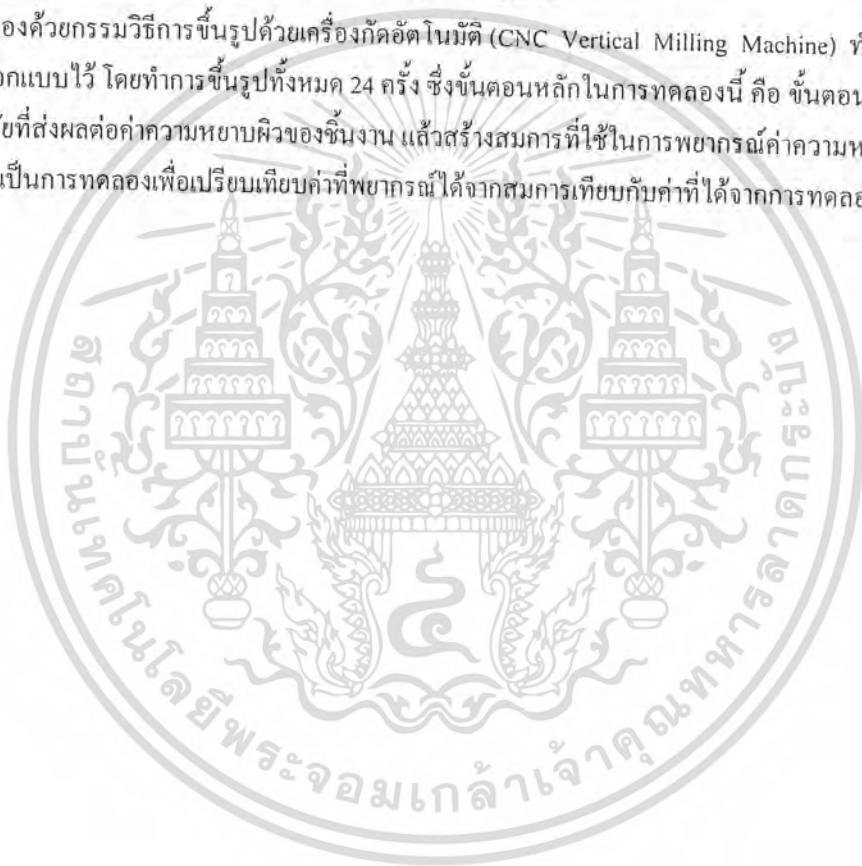 องด้วยกรรมวิธีการขึ้นรูปด้วยเครื่องกัดอัตโนมัติ (CNC Vertical Milling Machine) ทํ
อกแบบไว้ โดยทำการขึ้นรูปทั้งหมด 24 ครั้ง ซึ่งขั้นตอนหลักในการทดลองนี้ คือ ขั้นตอน
ัยที่ส่งผลต่อค่าความหยาบผิวของชิ้นงาน แล้วสร้างสมการที่ใช้ในการพยากรณ์ค่าความห
นเป็นการทดลองเพื่อเปรียบเทียบค่าที่พยากรณ์ได้จากสมการเทียบกับค่าที่ได้จากการทดลอ
สถาบันเทคโนโลยีพระจอมเกล้าเจ้าคุณทหารลาดกระบัง